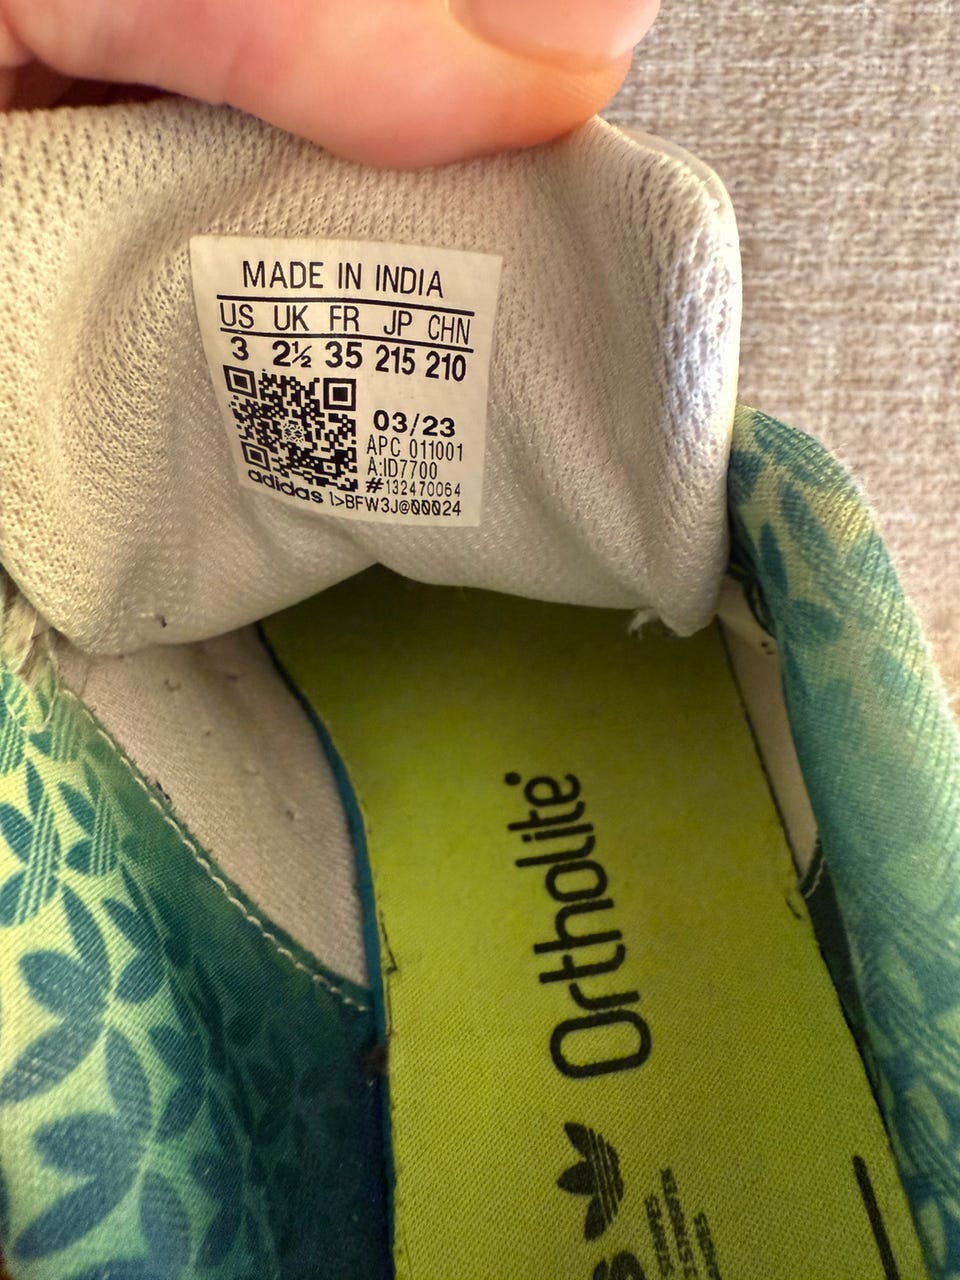 MADE IN INDIA
US UK FR JP CHN
3 2½ 35 215 210
03/23
APC 011001
A:ID7700
#132470064
adidas 1>BFW3J@00024
Ortholite